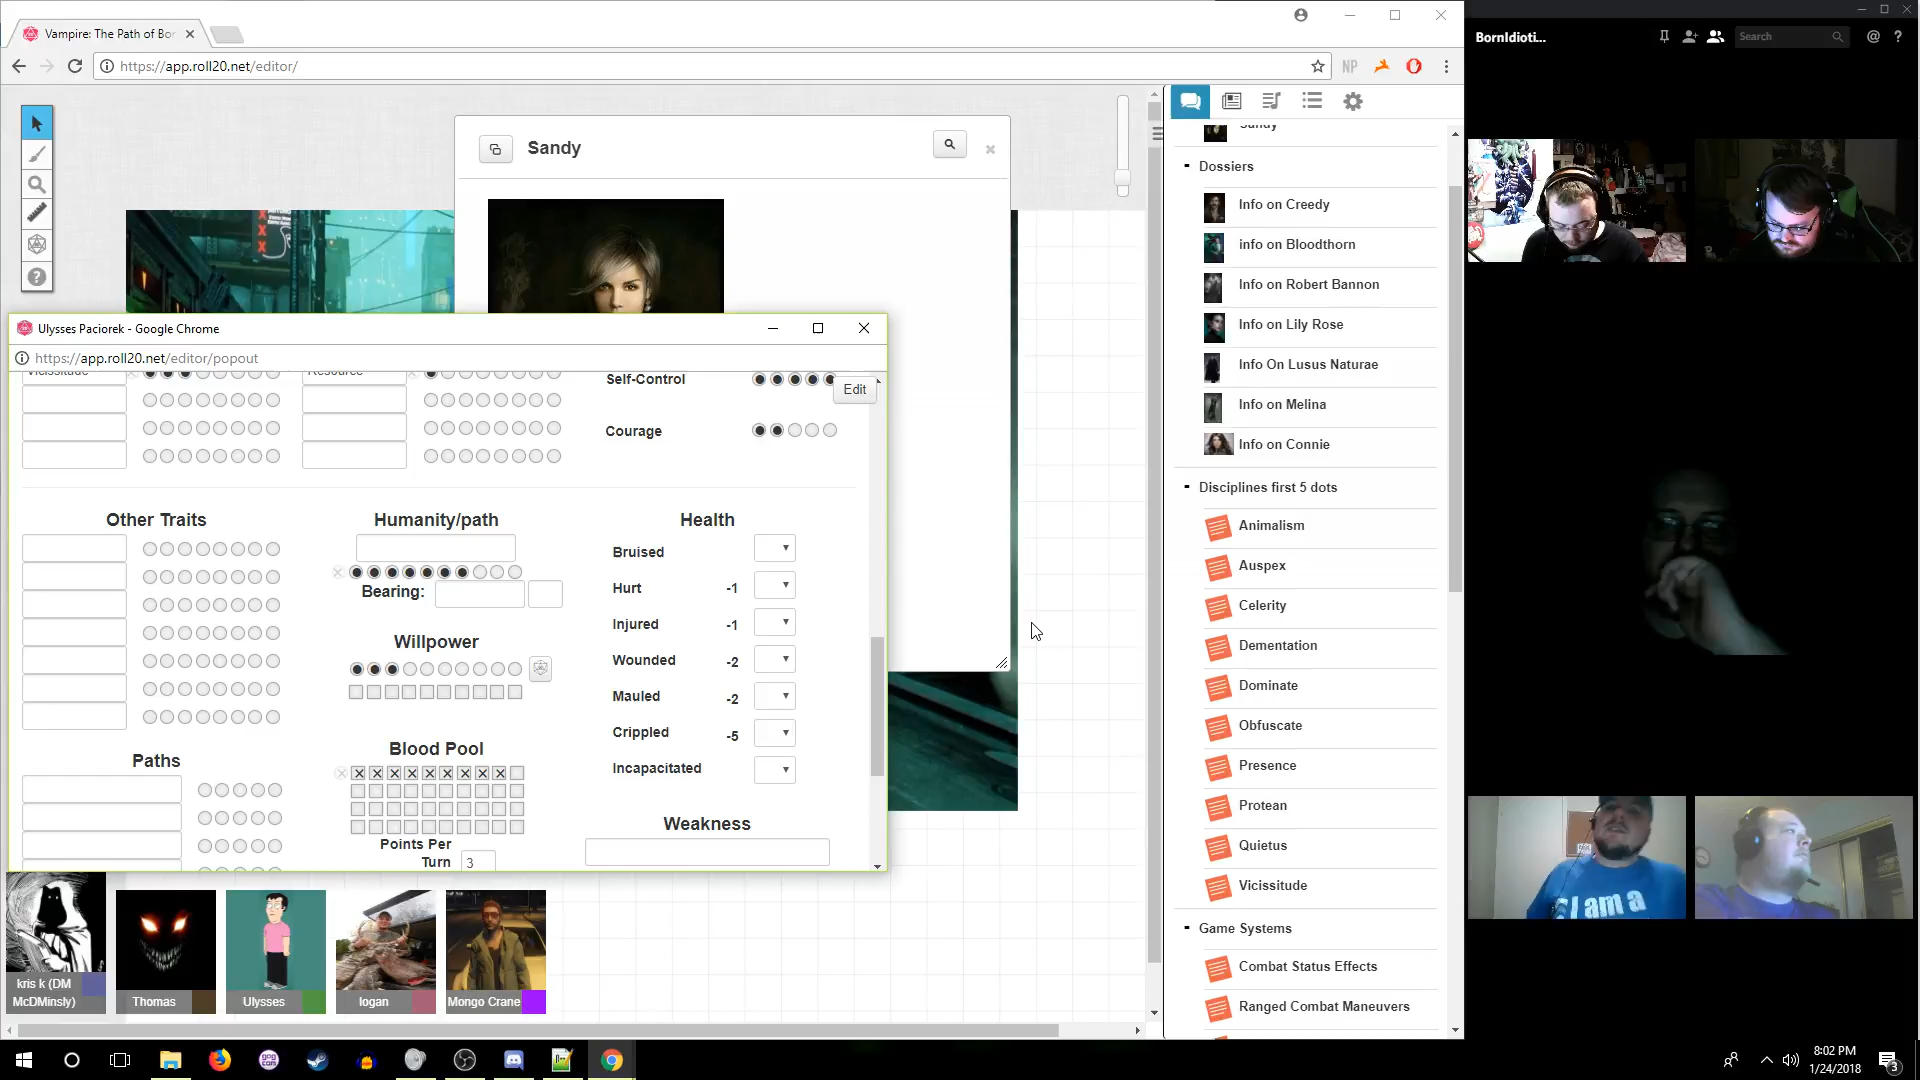 Vampire: The Path of Bor
https://app.roll20.net/editor/
NP
Sandy
Ulysses Paciorek - Google Chrome
https://app.roll20.net/editor/popout
Vicissitude
Resource
Self-Control
Edit
Courage
Other Traits
Humanity/path
Health
Bruised
Bearing:
Hurt -1
Injured -1
Willpower
Wounded -2
Mauled -2
Crippled -5
Blood Pool
Paths
Incapacitated
Weakness
Points Per
Turn 3
kris k (DM
McDMinsly)
Thomas
Ulysses
logan
Mongo Crane
Sandy
Dossiers
Info on Creedy
info on Bloodthorn
Info on Robert Bannon
Info on Lily Rose
Info On Lusus Naturae
Info on Melina
Info on Connie
Disciplines first 5 dots
Animalism
Auspex
Celerity
Dementation
Dominate
Obfuscate
Presence
Protean
Quietus
Vicissitude
Game Systems
Combat Status Effects
Ranged Combat Maneuvers
BornIdioti...
Search
I am a
8:02 PM
1/24/2018
3